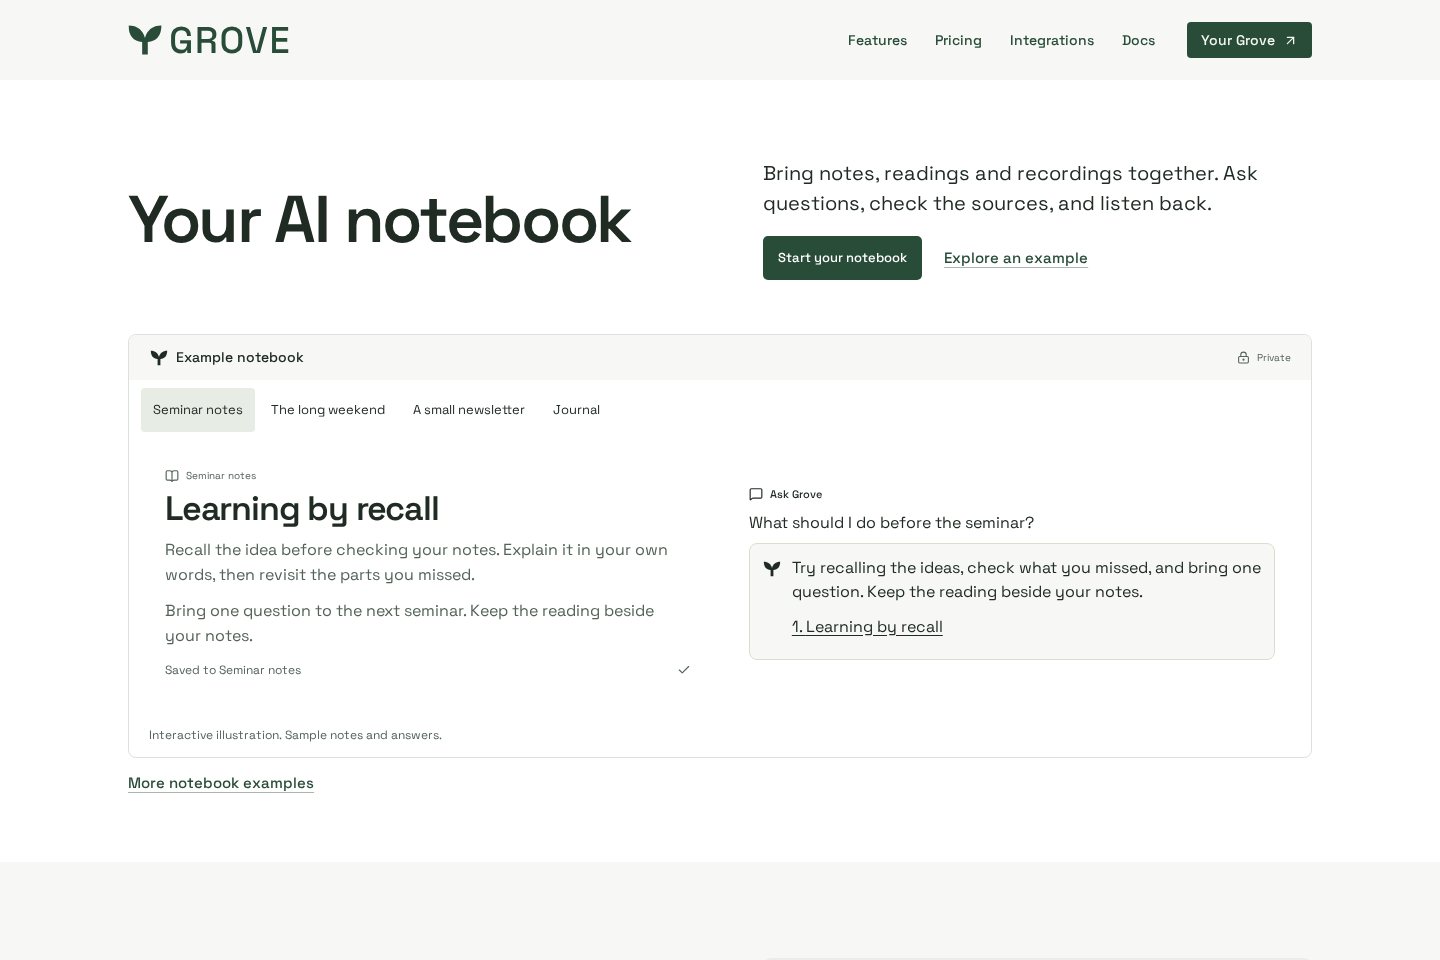 GROVE
Features
Pricing
Integrations
Docs
Your Grove
Your AI notebook
Bring notes, readings and recordings together. Ask
questions, check the sources, and listen back.
Start your notebook
Explore an example
Example notebook
Private
Seminar notes
The long weekend
A small newsletter
Journal
Seminar notes
Learning by recall
Recall the idea before checking your notes. Explain it in your own
words, then revisit the parts you missed.
Bring one question to the next seminar. Keep the reading beside
your notes.
Saved to Seminar notes
Ask Grove
What should I do before the seminar?
Try recalling the ideas, check what you missed, and bring one
question. Keep the reading beside your notes.
1. Learning by recall
Interactive illustration. Sample notes and answers.
More notebook examples